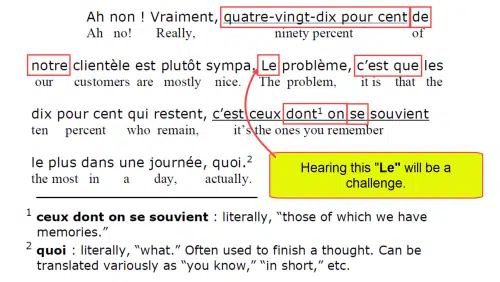 Ah non ! Vraiment, quatre-vingt-dix pour cent de
Ah no! Really, ninety percent of
notre clientèle est plutôt sympa. Le problème, c'est que les
our customers are mostly nice. The problem, it is that the
dix pour cent qui restent, c'est ceux dont¹ on se souvient
ten percent who remain, it's the ones you remember
le plus dans une journée, quoi.²
the most in a day, actually.
Hearing this "Le" will be a
challenge.
¹ ceux dont on se souvient : literally, "those of which we have
memories."
² quoi : literally, "what." Often used to finish a thought. Can be
translated variously as "you know," "in short," etc.